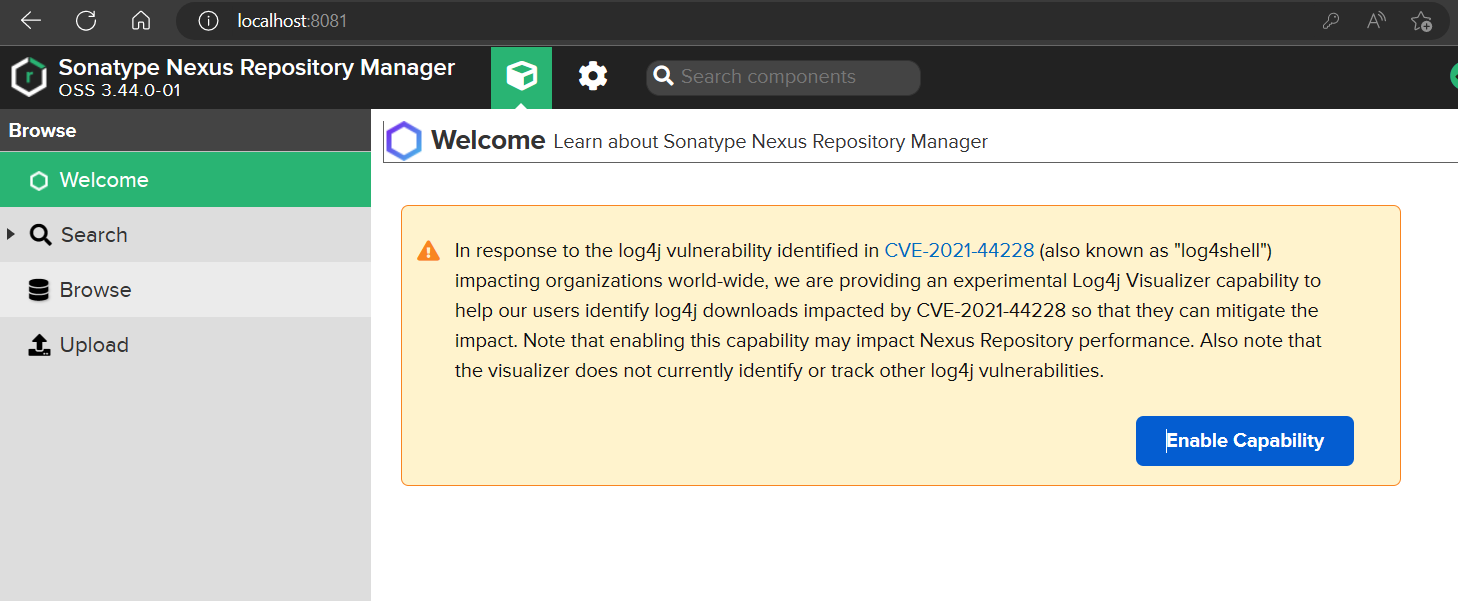 localhost:8081
Sonatype Nexus Repository Manager
OSS 3.44.0-01
Search components
Browse
Welcome
Search
Browse
Upload
Welcome Learn about Sonatype Nexus Repository Manager
In response to the log4j vulnerability identified in CVE-2021-44228 (also known as "log4shell")
impacting organizations world-wide, we are providing an experimental Log4j Visualizer capability to
help our users identify log4j downloads impacted by CVE-2021-44228 so that they can mitigate the
impact. Note that enabling this capability may impact Nexus Repository performance. Also note that
the visualizer does not currently identify or track other log4j vulnerabilities.
Enable Capability